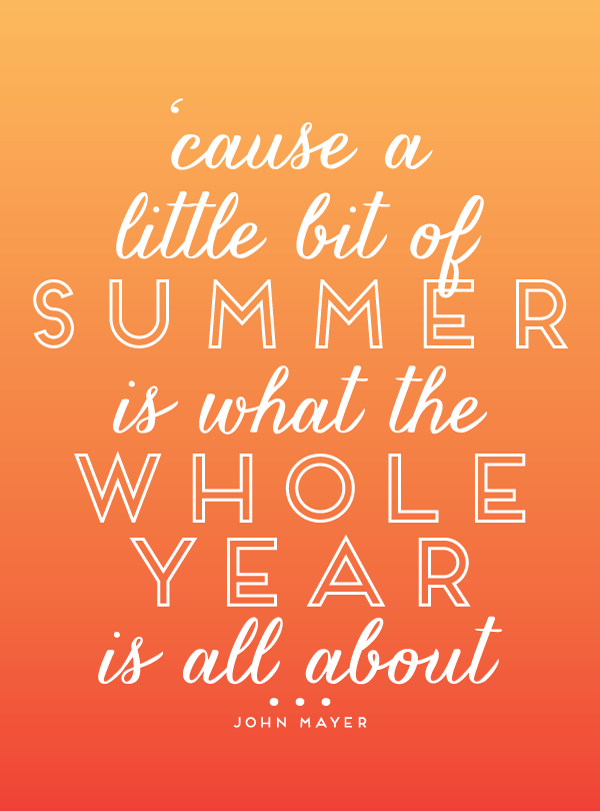 ‘cause a
little bit of
SUMMER
is what the
WHOLE
YEAR
is all about
...
JOHN MAYER